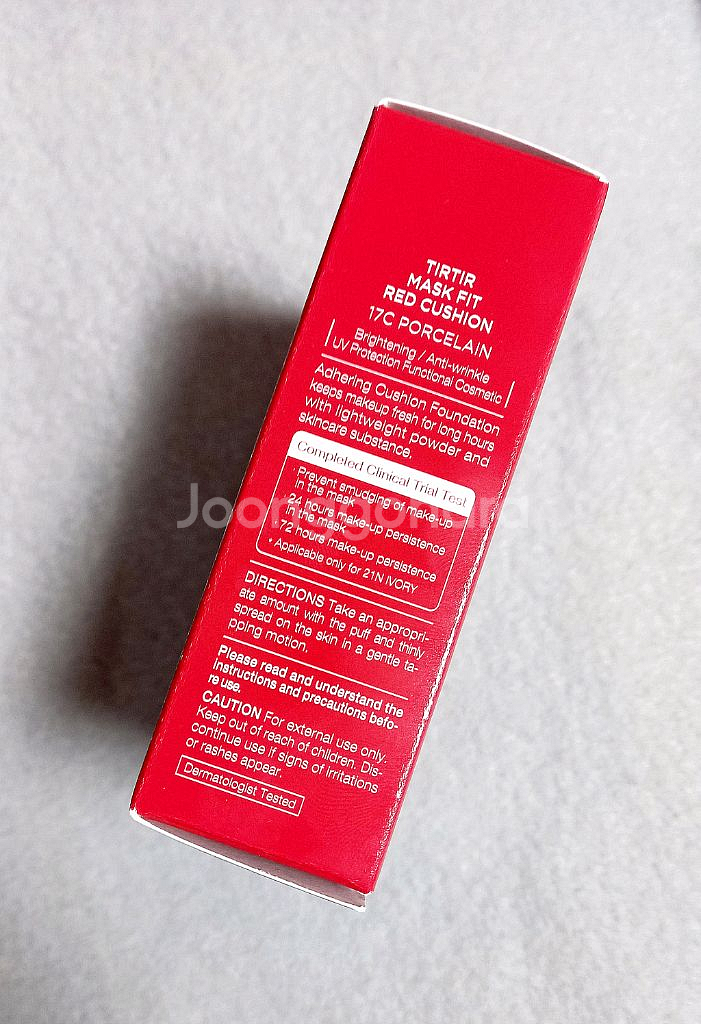 TIRTIR
MASK FIT
RED CUSHION
17C PORCELAIN
Brightening / Anti-wrinkle
UV Protection Functional Cosmetic
Adhering Cushion Foundation
keeps makeup fresh for long hours
with lightweight powder and
skincare substance.
Completed Clinical Trial Test
· Prevent smudging of make-up
in the mask
· 24 hours make-up persistence
in the mask
· 72 hours make-up persistence
* Applicable only for 21N IVORY
DIRECTIONS Take an appropri-
ate amount with the puff and thinly
spread on the skin in a gentle ta-
pping motion.
Please read and understand the
instructions and precautions befo-
re use.
CAUTION For external use only.
Keep out of reach of children. Dis-
continue use if signs of irritations
or rashes appear.
Dermatologist Tested
Joonggonara